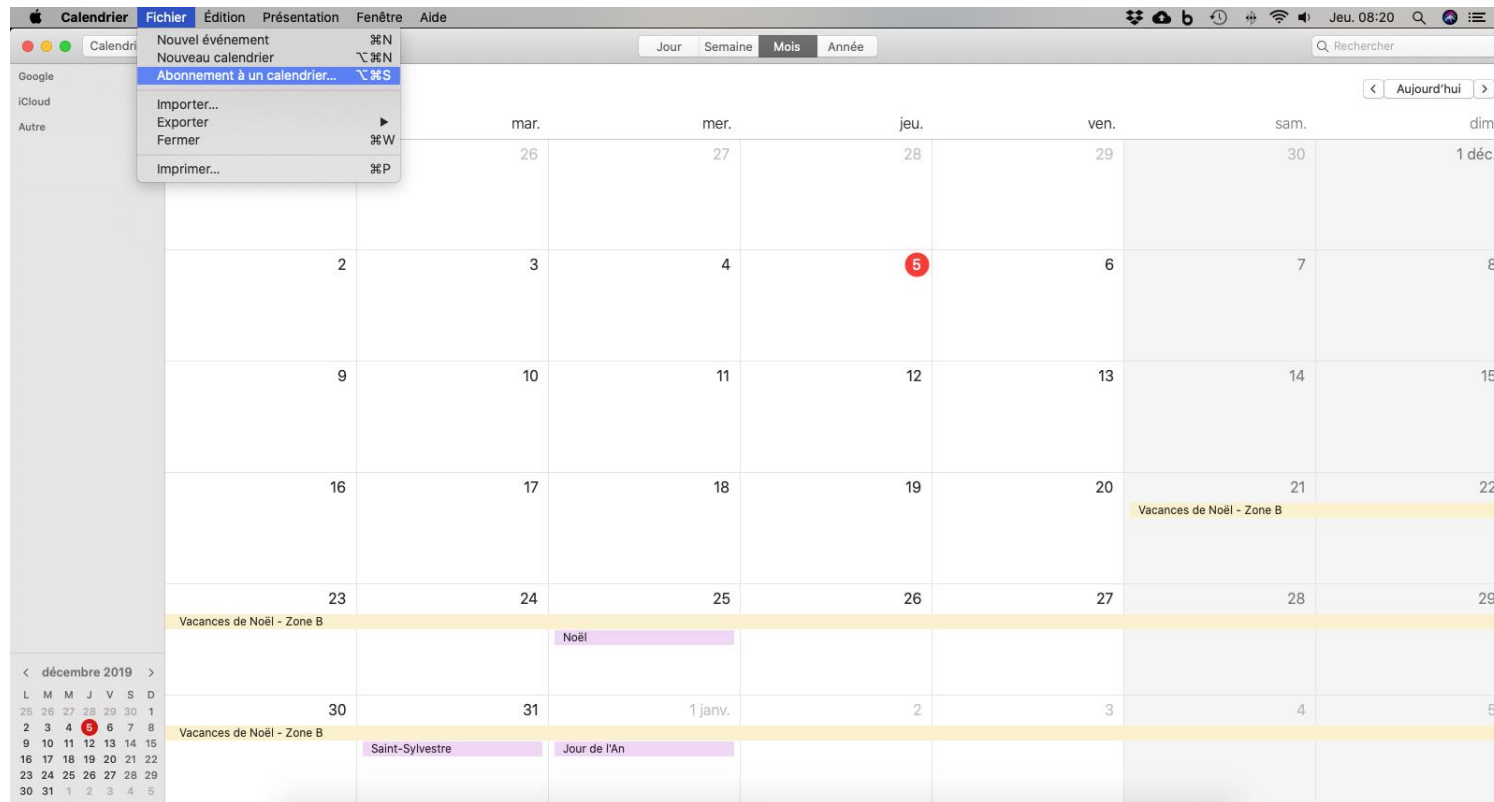 Calendrier Fichier Édition Présentation Fenêtre Aide Jeu. 08:20
Calendri Jour Semaine Mois Année Rechercher
Nouvel événement ⌘N
Nouveau calendrier ⌥⌘N
Abonnement à un calendrier... ⌥⌘S
Importer...
Exporter ▶
Fermer ⌘W
Imprimer... ⌘P
Google
iCloud
Autre
< Aujourd'hui >
mar. mer. jeu. ven. sam. dim
26 27 28 29 30 1 déc.
2 3 4 5 6 7 8
9 10 11 12 13 14 15
16 17 18 19 20 21 22
Vacances de Noël - Zone B
23 24 25 26 27 28 29
Vacances de Noël - Zone B
Noël
30 31 1 janv. 2 3 4 5
Vacances de Noël - Zone B
Saint-Sylvestre Jour de l'An
< décembre 2019 >
L M M J V S D
25 26 27 28 29 30 1
2 3 4 5 6 7 8
9 10 11 12 13 14 15
16 17 18 19 20 21 22
23 24 25 26 27 28 29
30 31 1 2 3 4 5